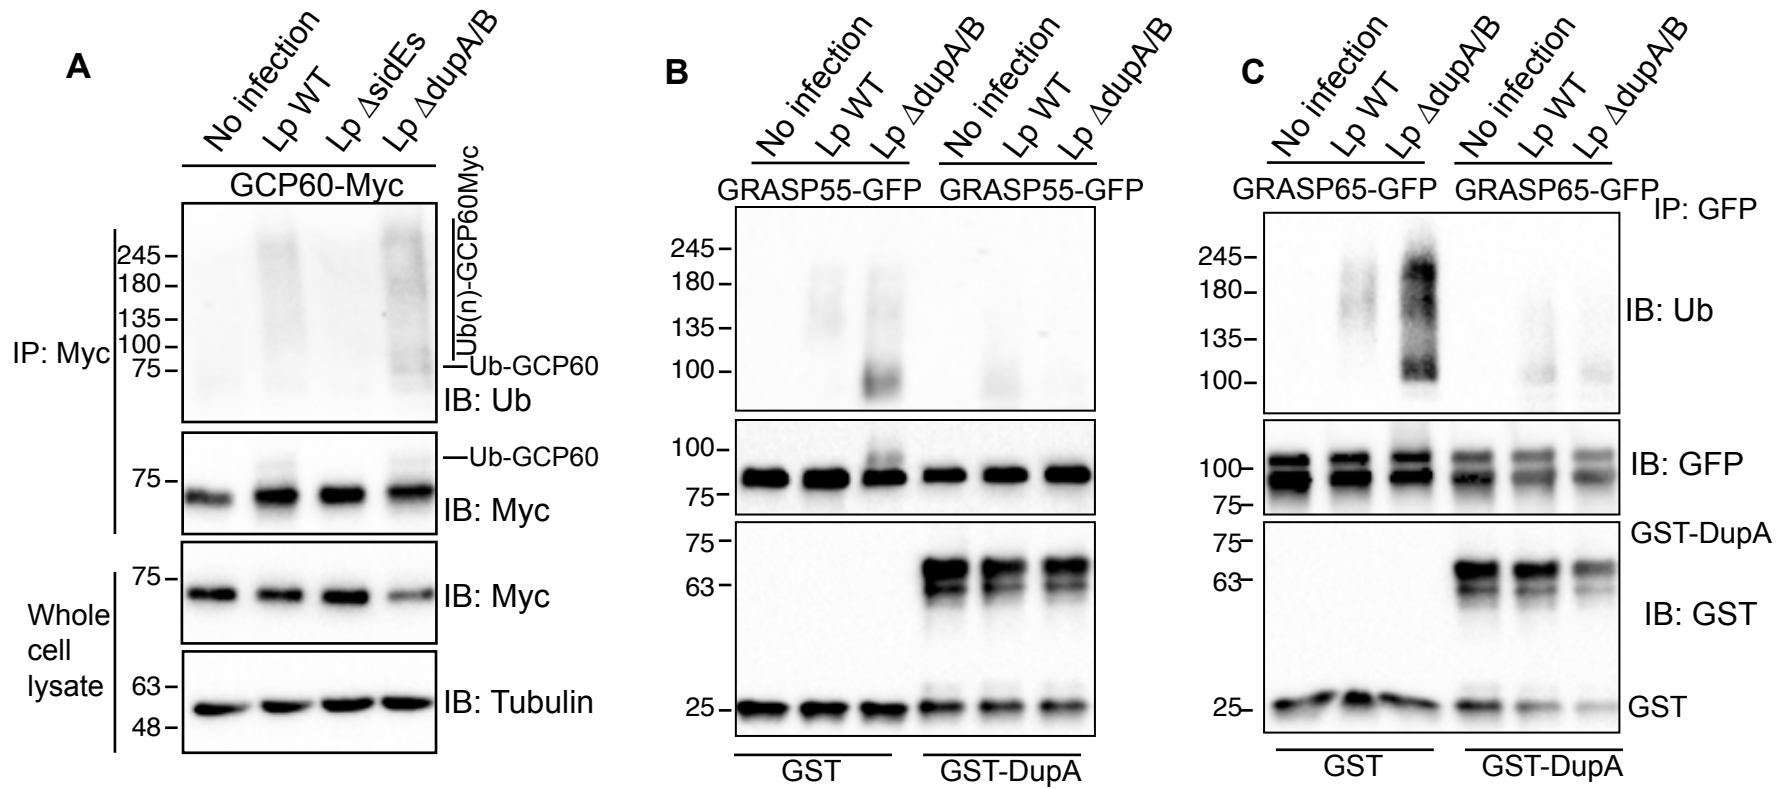 A
No infection
Lp WT
Lp ΔsidEs
Lp ΔdupA/B
GCP60-Myc
IP: Myc
245
180
135
100
75
Ub(n)-GCP60Myc
Ub-GCP60
IB: Ub
75
Ub-GCP60
IB: Myc
Whole
cell
lysate
75
IB: Myc
63
48
IB: Tubulin
B
No infection
Lp WT
Lp ΔdupA/B
No infection
Lp WT
Lp ΔdupA/B
GRASP55-GFP
GRASP55-GFP
245
180
135
100
100
75
75
63
25
GST
GST-DupA
C
No infection
Lp WT
Lp ΔdupA/B
No infection
Lp WT
Lp ΔdupA/B
GRASP65-GFP
GRASP65-GFP
IP: GFP
245
180
135
100
IB: Ub
100
75
IB: GFP
75
63
25
GST-DupA
IB: GST
GST
GST
GST-DupA